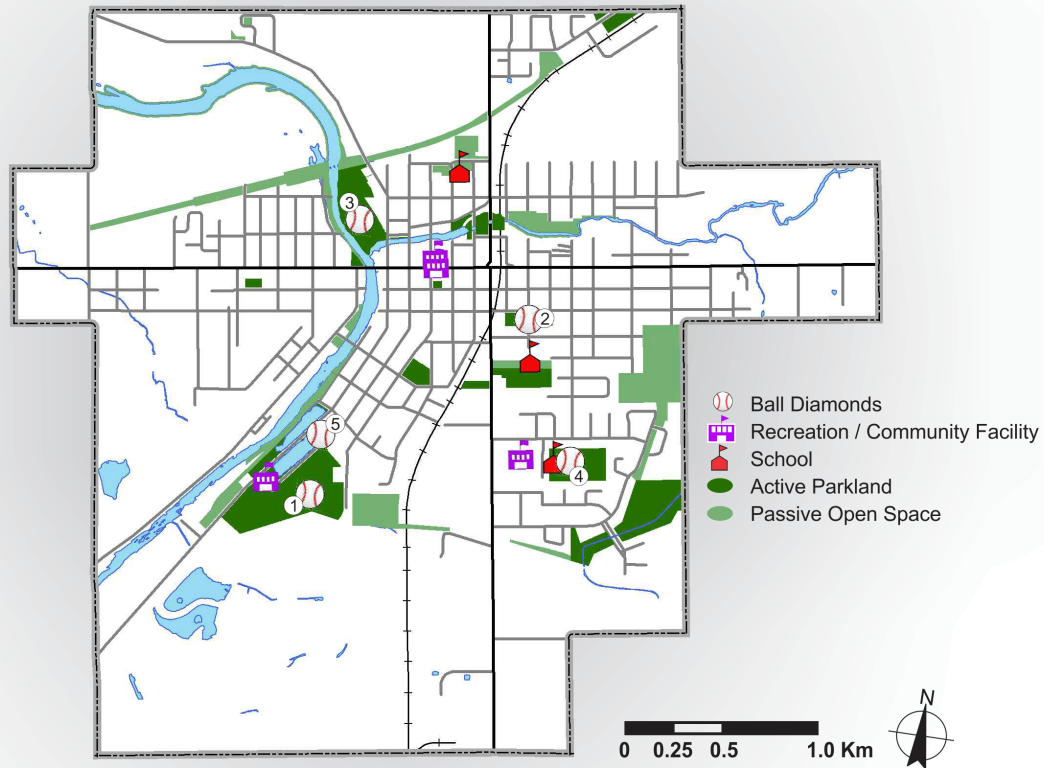 3
2
5
4
1
Ball Diamonds
Recreation / Community Facility
School
Active Parkland
Passive Open Space
N
0 0.25 0.5 1.0 Km